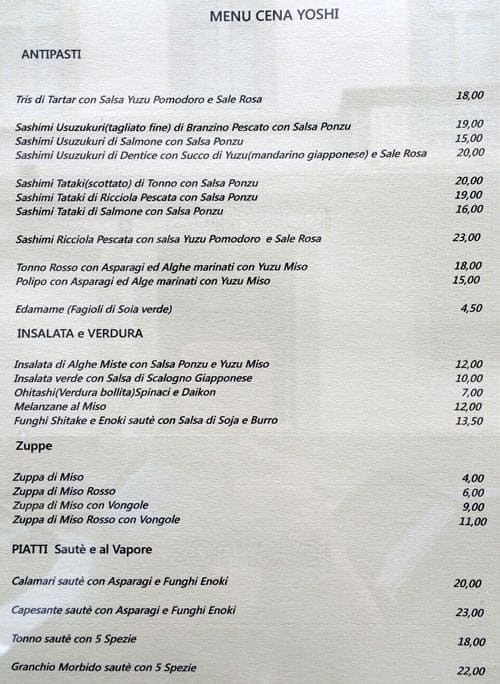 MENU CENA YOSHI
ANTIPASTI
Tris di Tartar con Salsa Yuzu Pomodoro e Sale Rosa 18,00
Sashimi Usuzukuri(tagliato fine) di Branzino Pescato con Salsa Ponzu 19,00
Sashimi Usuzukuri di Salmone con Salsa Ponzu 15,00
Sashimi Usuzukuri di Dentice con Succo di Yuzu(mandarino giapponese) e Sale Rosa 20,00
Sashimi Tataki(scottato) di Tonno con Salsa Ponzu 20,00
Sashimi Tataki di Ricciola Pescata con Salsa Ponzu 19,00
Sashimi Tataki di Salmone con Salsa Ponzu 16,00
Sashimi Ricciola Pescata con salsa Yuzu Pomodoro e Sale Rosa 23,00
Tonno Rosso con Asparagi ed Alghe marinati con Yuzu Miso 18,00
Polipo con Asparagi ed Alge marinati con Yuzu Miso 15,00
Edamame (Fagioli di Soia verde) 4,50
INSALATA e VERDURA
Insalata di Alghe Miste con Salsa Ponzu e Yuzu Miso 12,00
Insalata verde con Salsa di Scalogno Giapponese 10,00
Ohitashi(Verdura bollita)Spinaci e Daikon 7,00
Melanzane al Miso 12,00
Funghi Shitake e Enoki sautè con Salsa di Soja e Burro 13,50
Zuppe
Zuppa di Miso 4,00
Zuppa di Miso Rosso 6,00
Zuppa di Miso con Vongole 9,00
Zuppa di Miso Rosso con Vongole 11,00
PIATTI Sautè e al Vapore
Calamari sautè con Asparagi e Funghi Enoki 20,00
Capesante sautè con Asparagi e Funghi Enoki 23,00
Tonno sautè con 5 Spezie 18,00
Granchio Morbido sautè con 5 Spezie 22,00